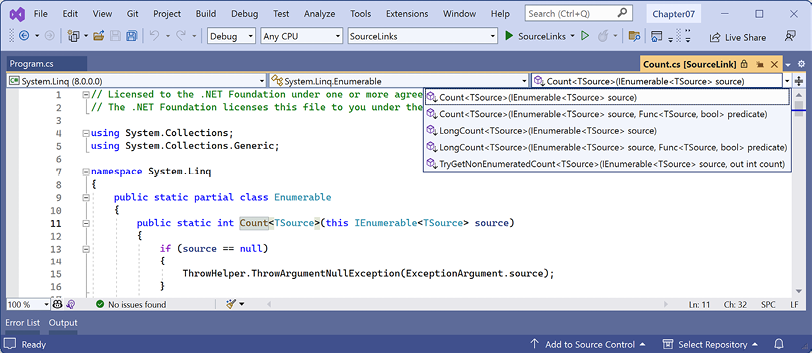 File Edit View Git Project Build Debug Test Analyze Tools Extensions Window Help Search (Ctrl+Q) Chapter07
Debug Any CPU SourceLinks SourceLinks Live Share
Program.cs Count.cs [SourceLink]
System.Linq (8.0.0.0) System.Linq.Enumerable Count<TSource>(IEnumerable<TSource> source)
Count<TSource>(IEnumerable<TSource> source)
Count<TSource>(IEnumerable<TSource> source, Func<TSource, bool> predicate)
LongCount<TSource>(IEnumerable<TSource> source)
LongCount<TSource>(IEnumerable<TSource> source, Func<TSource, bool> predicate)
TryGetNonEnumeratedCount<TSource>(IEnumerable<TSource> source, out int count)
1 // Licensed to the .NET Foundation under one or more agre
2 // The .NET Foundation licenses this file to you under the
3
4 using System.Collections;
5 using System.Collections.Generic;
6
7 namespace System.Linq
8 {
9 public static partial class Enumerable
10 {
11 public static int Count<TSource>(this IEnumerable<TSource> source)
12 {
13 if (source == null)
14 {
15 ThrowHelper.ThrowArgumentNullException(ExceptionArgument.source);
16 }
100 % No issues found Ln: 11 Ch: 32 SPC LF
Error List Output
Ready Add to Source Control Select Repository